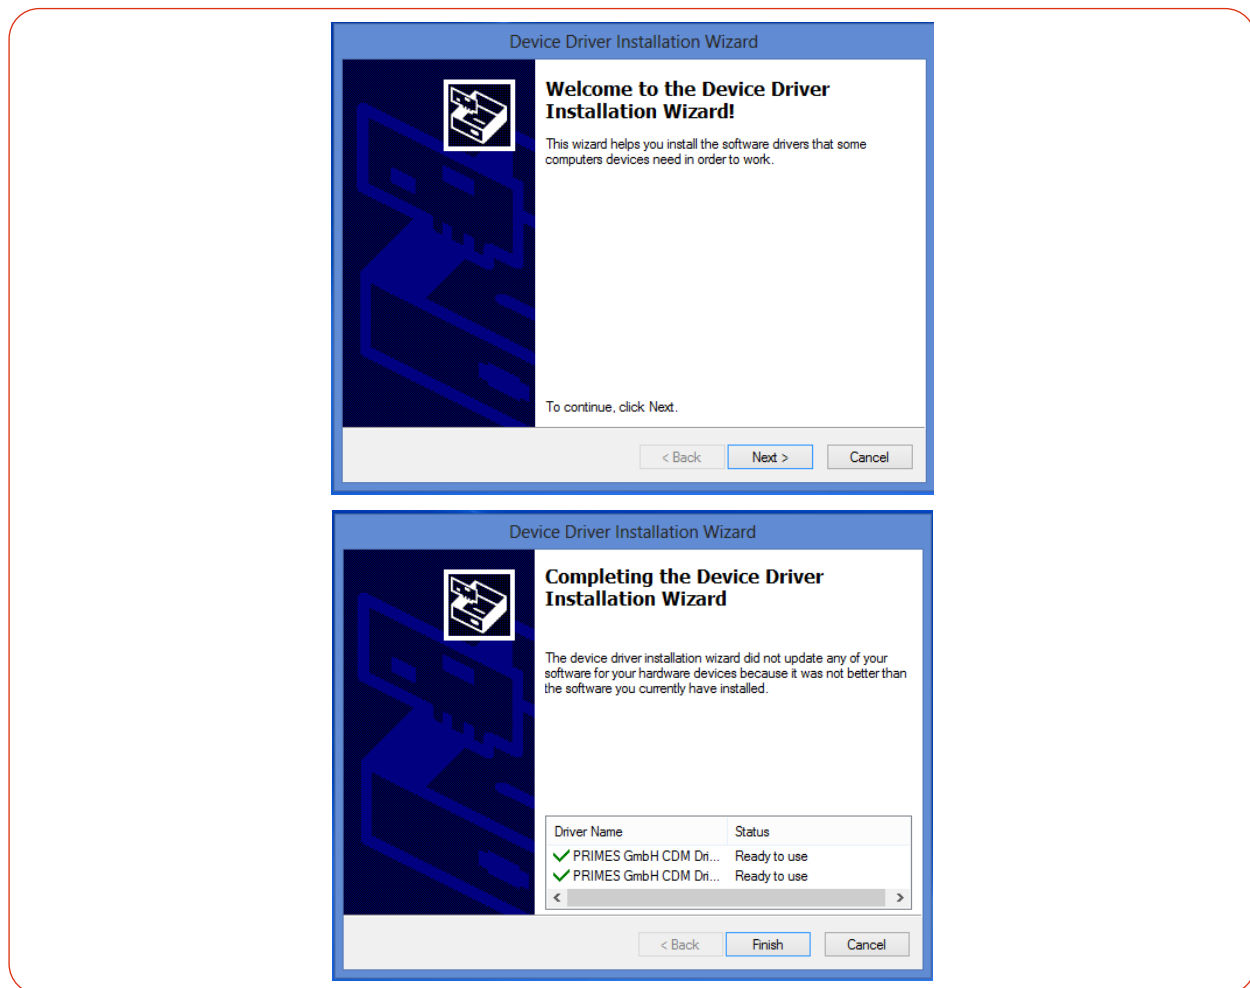 Device Driver Installation Wizard
Welcome to the Device Driver
Installation Wizard!
This wizard helps you install the software drivers that some
computers devices need in order to work.
To continue, click Next.
< Back
Next >
Cancel
Device Driver Installation Wizard
Completing the Device Driver
Installation Wizard
The device driver installation wizard did not update any of your
software for your hardware devices because it was not better than
the software you currently have installed.
Driver Name Status
PRIMES GmbH CDM Dri... Ready to use
PRIMES GmbH CDM Dri... Ready to use
< Back
Finish
Cancel